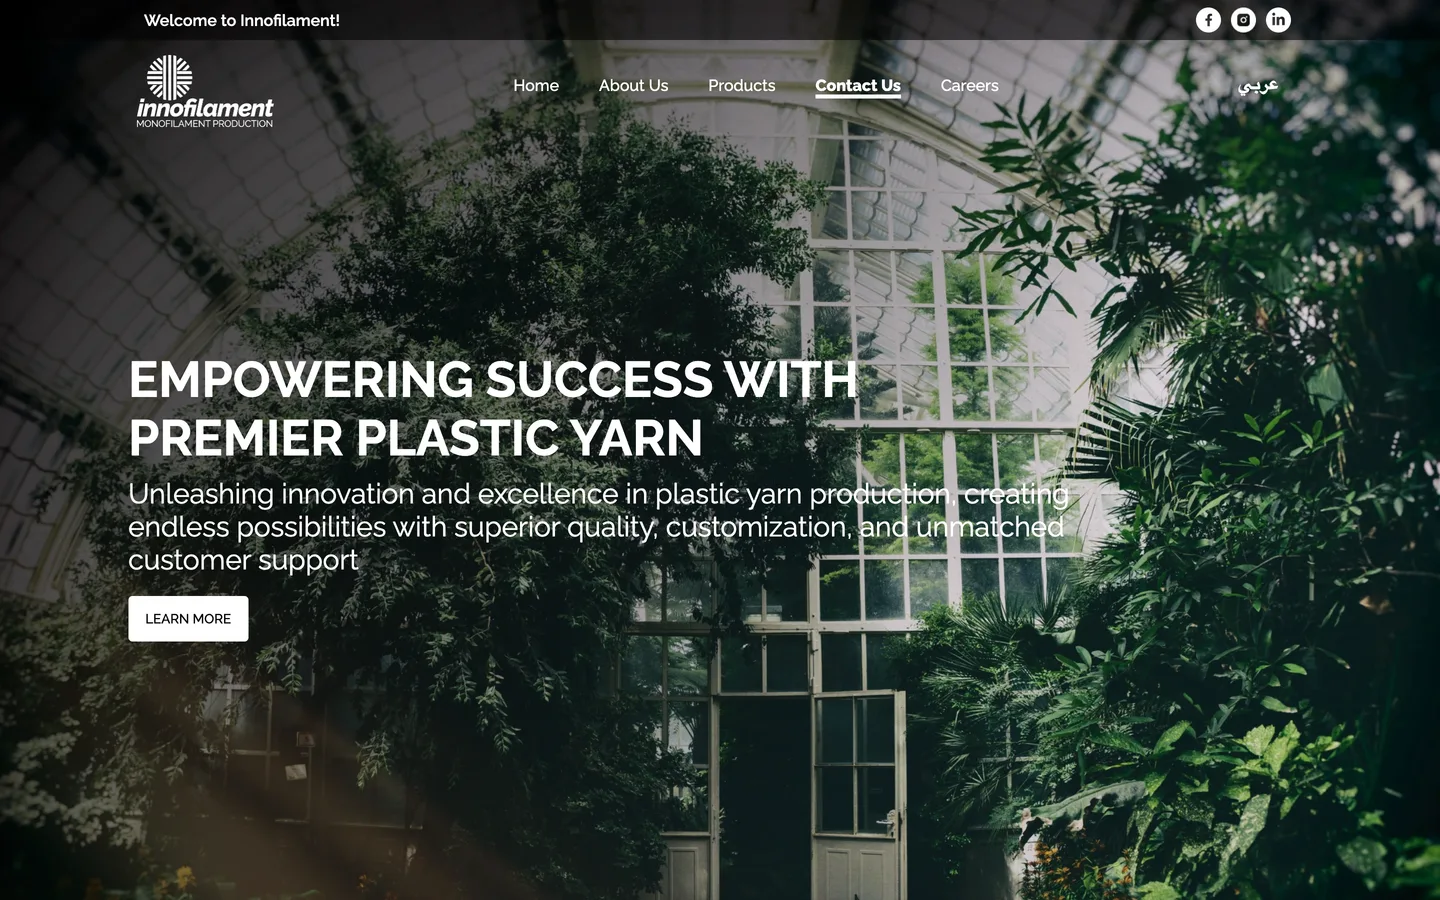 Welcome to Innofilament!
innofilament
MONOFILAMENT PRODUCTION
Home
About Us
Products
Contact Us
Careers
عربي
EMPOWERING SUCCESS WITH
PREMIER PLASTIC YARN
Unleashing innovation and excellence in plastic yarn production, creating
endless possibilities with superior quality, customization, and unmatched
customer support
LEARN MORE